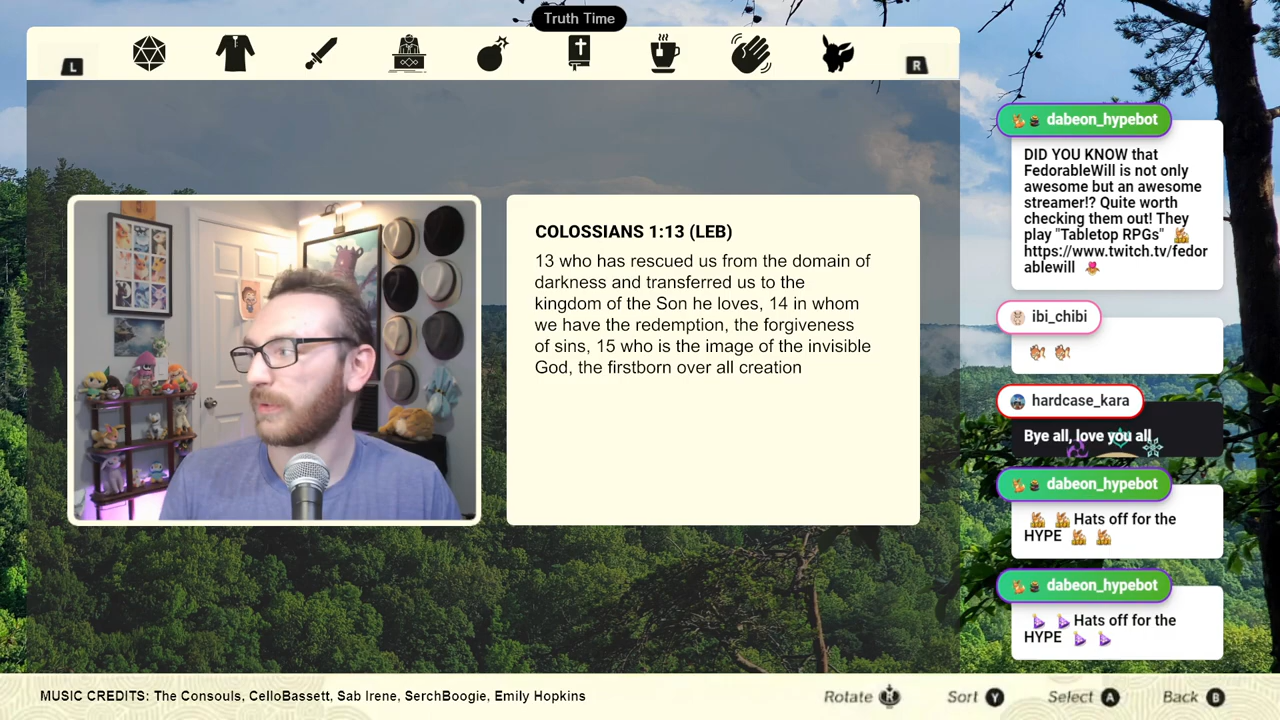 Truth Time
L
R
COLOSSIANS 1:13 (LEB)
13 who has rescued us from the domain of
darkness and transferred us to the
kingdom of the Son he loves, 14 in whom
we have the redemption, the forgiveness
of sins, 15 who is the image of the invisible
God, the firstborn over all creation
dabeon_hypebot
DID YOU KNOW that
FedorableWill is not only
awesome but an awesome
streamer!? Quite worth
checking them out! They
play "Tabletop RPGs"
https://www.twitch.tv/fedor
ablewill
ibi_chibi
hardcase_kara
Bye all, love you all
dabeon_hypebot
Hats off for the
HYPE
dabeon_hypebot
Hats off for the
HYPE
MUSIC CREDITS: The Consouls, CelloBassett, Sab Irene, SerchBoogie, Emily Hopkins
Rotate R Sort Y Select A Back B